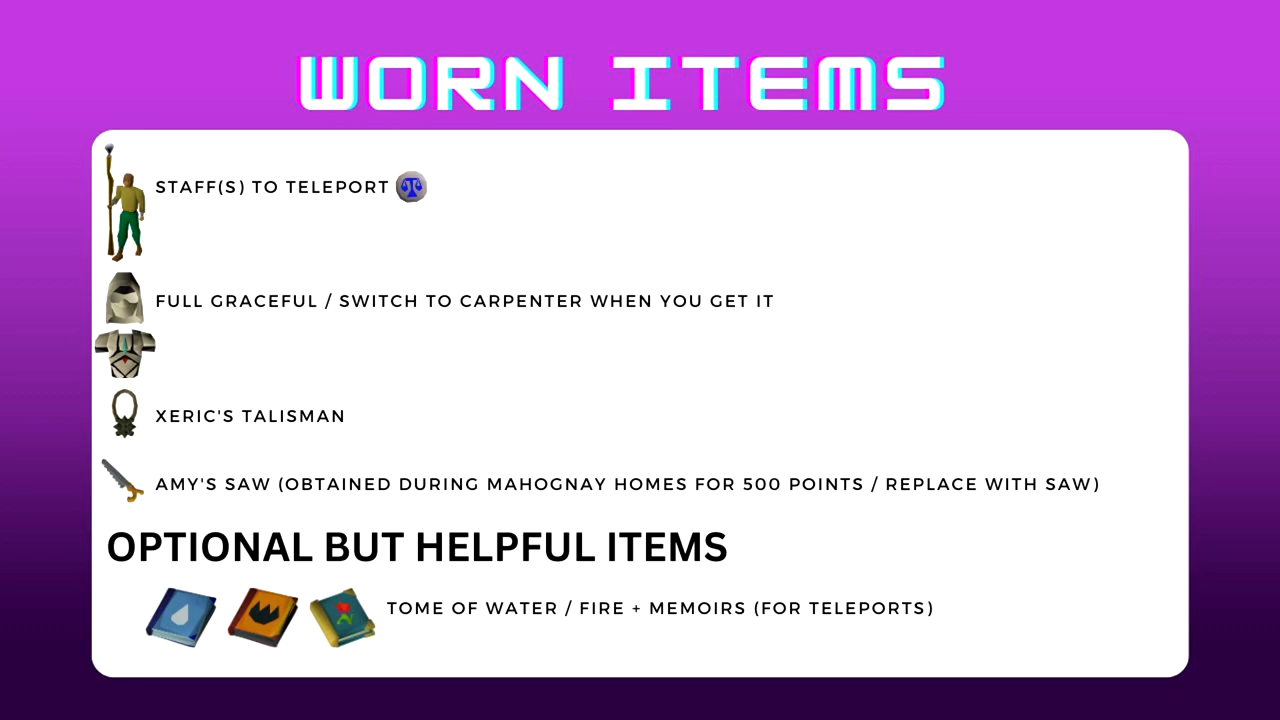 WORN ITEMS
STAFF(S) TO TELEPORT
FULL GRACEFUL / SWITCH TO CARPENTER WHEN YOU GET IT
XERIC'S TALISMAN
AMY'S SAW (OBTAINED DURING MAHOGNAY HOMES FOR 500 POINTS / REPLACE WITH SAW)
OPTIONAL BUT HELPFUL ITEMS
TOME OF WATER / FIRE + MEMOIRS (FOR TELEPORTS)